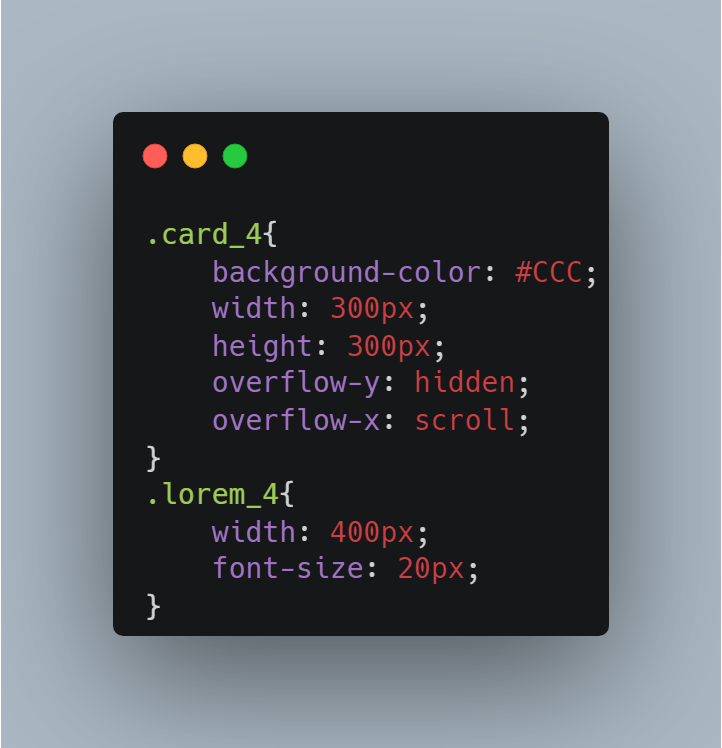 .card_4{
    background-color: #CCC;
    width: 300px;
    height: 300px;
    overflow-y: hidden;
    overflow-x: scroll;
}
.lorem_4{
    width: 400px;
    font-size: 20px;
}